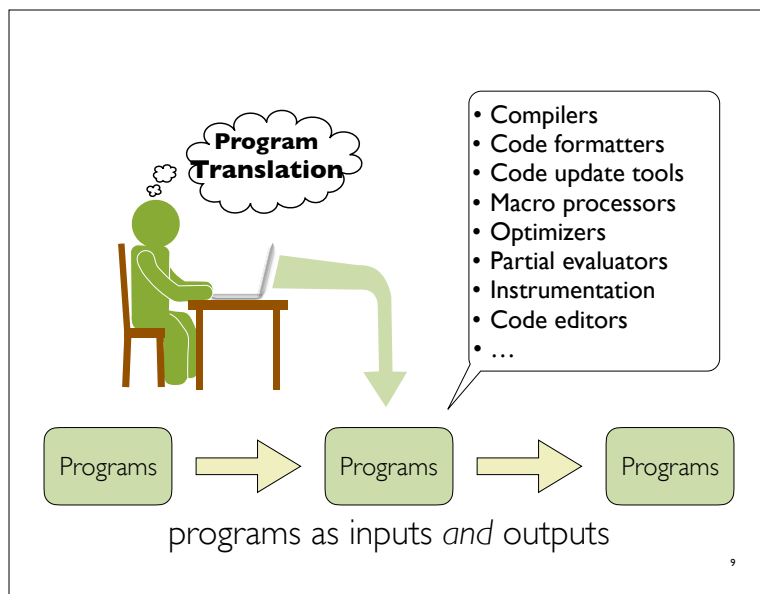 Program
Translation
• Compilers
• Code formatters
• Code update tools
• Macro processors
• Optimizers
• Partial evaluators
• Instrumentation
• Code editors
• …
Programs
Programs
Programs
programs as inputs and outputs
9